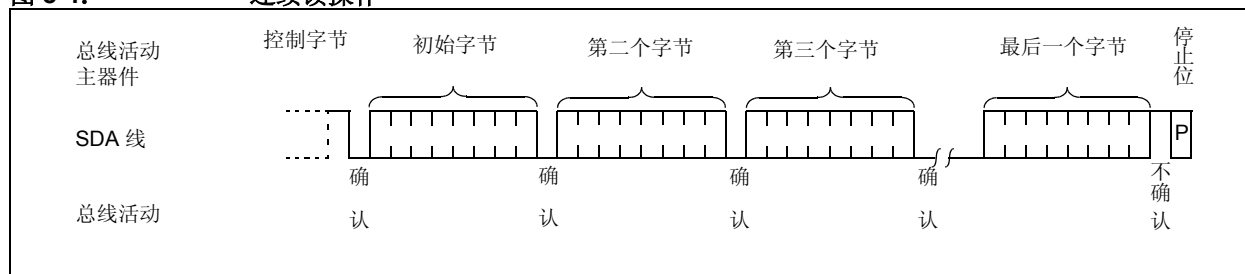 总线活动
主器件
控制字节
初始字节
第二个字节
第三个字节
最后一个字节
停止位
SDA 线
P
总线活动
确认
确认
确认
确认
不确认